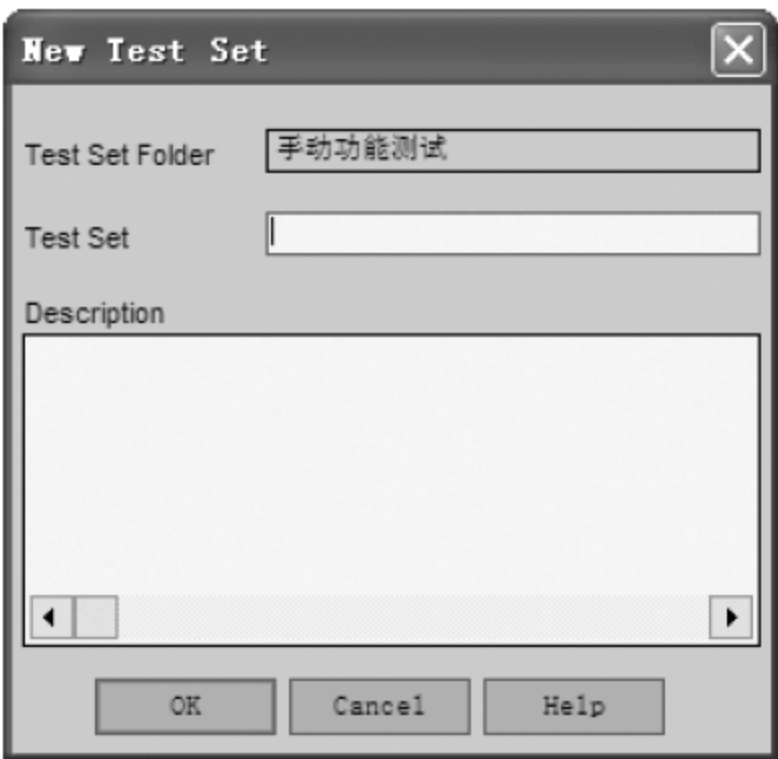 New Test Set
Test Set Folder 手动功能测试
Test Set
Description
OK Cancel Help